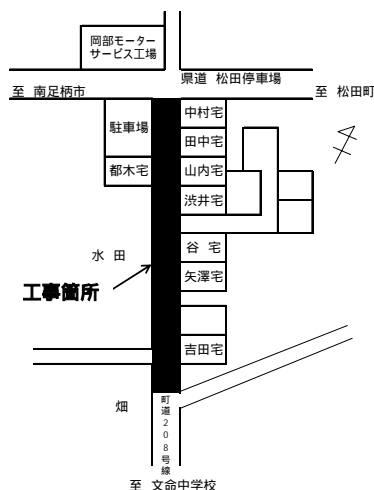 岡部モーター
サービス工場
県道 松田停車場
至 南足柄市
至 松田町
中村宅
駐車場
田中宅
都木宅
山内宅
渋井宅
谷 宅
水 田
矢澤宅
工事箇所
吉田宅
畑
町道208号線
至 文命中学校